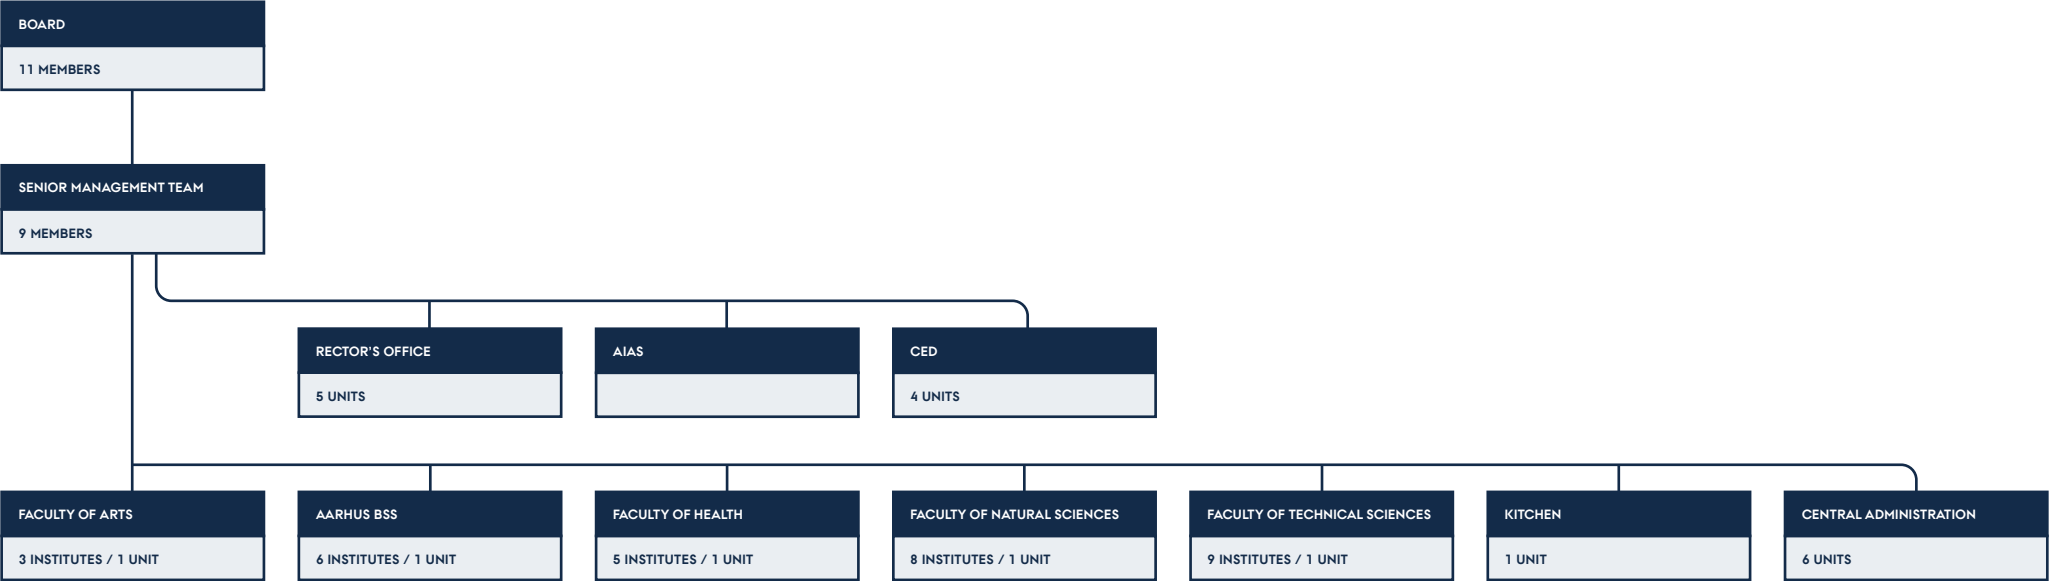 BOARD
11 MEMBERS
SENIOR MANAGEMENT TEAM
9 MEMBERS
RECTOR'S OFFICE
5 UNITS
AIAS
CED
4 UNITS
FACULTY OF ARTS
3 INSTITUTES / 1 UNIT
AARHUS BSS
6 INSTITUTES / 1 UNIT
FACULTY OF HEALTH
5 INSTITUTES / 1 UNIT
FACULTY OF NATURAL SCIENCES
8 INSTITUTES / 1 UNIT
FACULTY OF TECHNICAL SCIENCES
9 INSTITUTES / 1 UNIT
KITCHEN
1 UNIT
CENTRAL ADMINISTRATION
6 UNITS